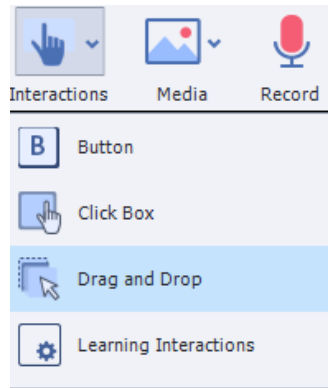 Interactions Media Record
B Button
Click Box
Drag and Drop
Learning Interactions